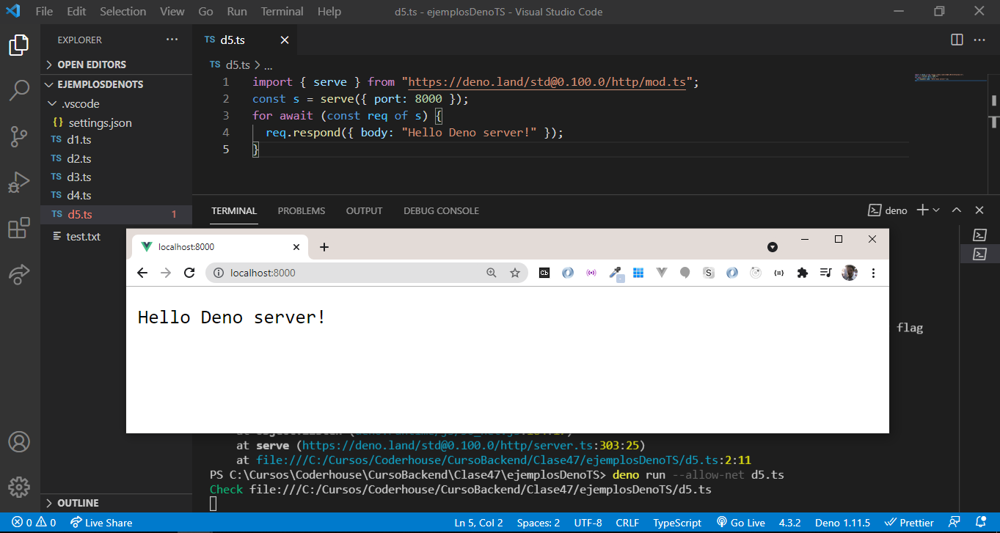 File Edit Selection View Go Run Terminal Help d5.ts - ejemplosDenoTS - Visual Studio Code
EXPLORER
OPEN EDITORS
EJEMPLOSDENOTS
.vscode
{} settings.json
TS d1.ts
TS d2.ts
TS d3.ts
TS d4.ts
TS d5.ts 1
test.txt
OUTLINE
TS d5.ts
TS d5.ts > ...
1 import { serve } from "https://deno.land/std@0.100.0/http/mod.ts";
2 const s = serve({ port: 8000 });
3 for await (const req of s) {
4 req.respond({ body: "Hello Deno server!" });
5 }
TERMINAL PROBLEMS OUTPUT DEBUG CONSOLE deno
localhost:8000
localhost:8000
Hello Deno server!
flag
at serve (https://deno.land/std@0.100.0/http/server.ts:303:25)
at file:///C:/Cursos/Coderhouse/CursoBackend/Clase47/ejemplosDenoTS/d5.ts:2:11
PS C:\Cursos\Coderhouse\CursoBackend\Clase47\ejemplosDenoTS> deno run --allow-net d5.ts
Check file:///C:/Cursos/Coderhouse/CursoBackend/Clase47/ejemplosDenoTS/d5.ts
0 0 Live Share Ln 5, Col 2 Spaces: 2 UTF-8 CRLF TypeScript Go Live 4.3.2 Deno 1.11.5 Prettier